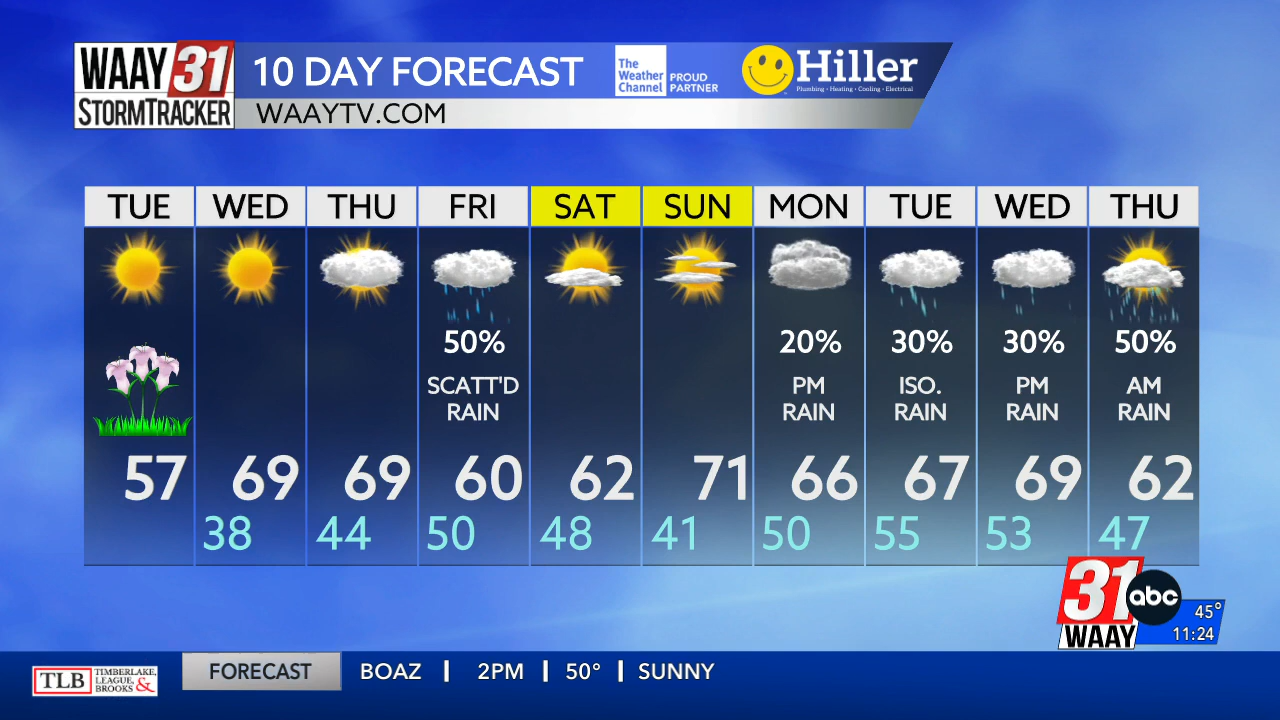 WAAY 31
STORMTRACKER
10 DAY FORECAST
WAAYTV.COM
The
Weather
Channel
PROUD
PARTNER
Hiller
Plumbing • Heating • Cooling • Electrical
TUE WED THU FRI SAT SUN MON TUE WED THU
50% 20% 30% 30% 50%
SCATT'D PM ISO. PM AM
RAIN RAIN RAIN RAIN RAIN
57 69 69 60 62 71 66 67 69 62
38 44 50 48 41 50 55 53 47
31 abc
WAAY
45°
11:24
TLB TIMBERLAKE,
LEAGUE,
BROOKS &
FORECAST BOAZ | 2PM | 50° | SUNNY